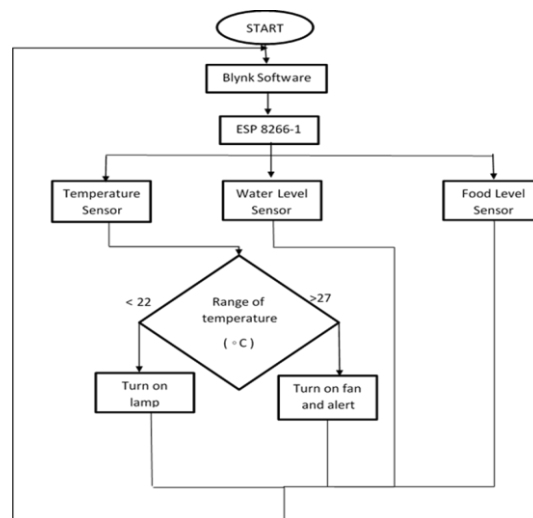 START
Blynk Software
ESP 8266-1
Temperature
Sensor
Water Level
Sensor
Food Level
Sensor
< 22
>27
Range of
temperature
( ◦C )
Turn on
lamp
Turn on fan
and alert